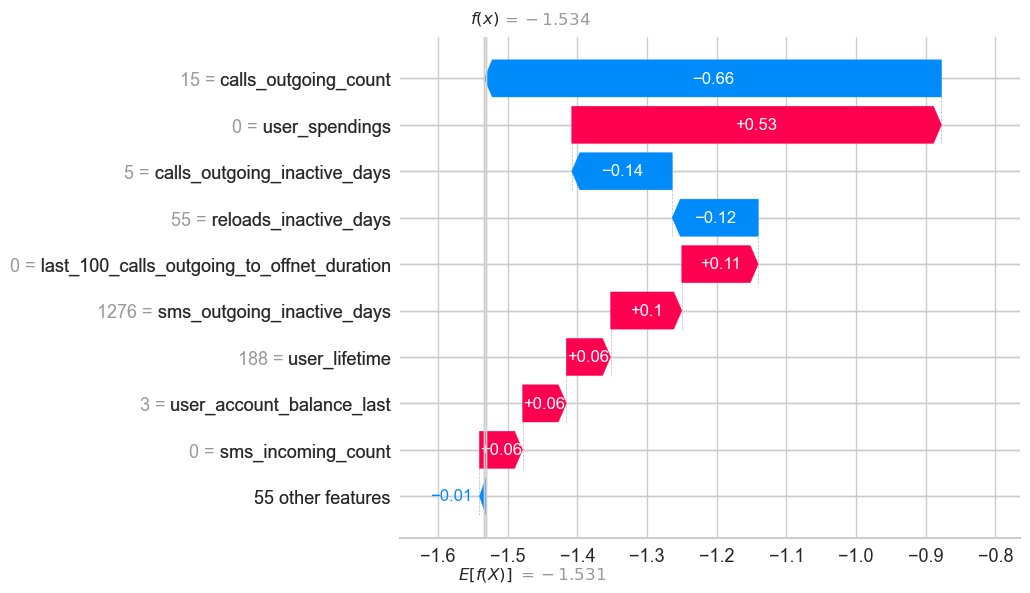 f(x) = −1.534
15 = calls_outgoing_count
−0.66
0 = user_spendings
+0.53
5 = calls_outgoing_inactive_days
−0.14
55 = reloads_inactive_days
−0.12
0 = last_100_calls_outgoing_to_offnet_duration
+0.11
1276 = sms_outgoing_inactive_days
+0.1
188 = user_lifetime
+0.06
3 = user_account_balance_last
+0.06
0 = sms_incoming_count
+0.06
55 other features
−0.01
−1.6 −1.5 −1.4 −1.3 −1.2 −1.1 −1.0 −0.9 −0.8
E[f(X)] = −1.531